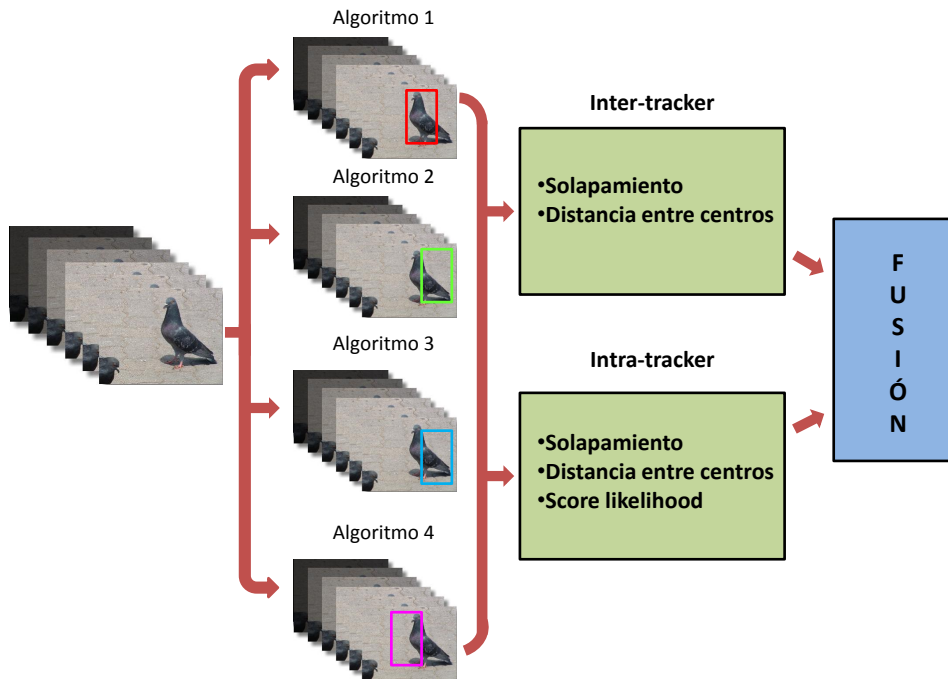 Algoritmo 1
Algoritmo 2
Algoritmo 3
Algoritmo 4
Inter-tracker
•Solapamiento
•Distancia entre centros
Intra-tracker
•Solapamiento
•Distancia entre centros
•Score likelihood
F
U
S
I
Ó
N